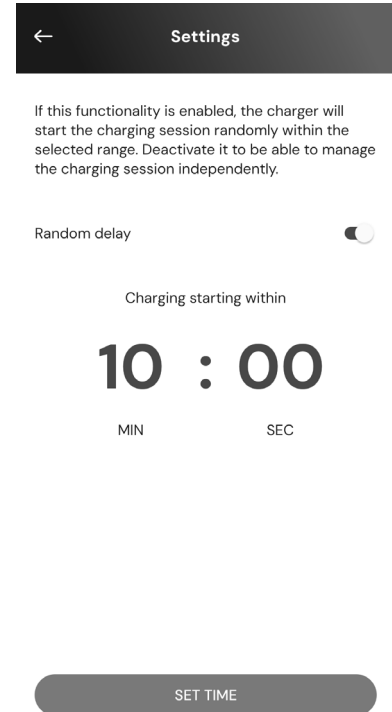 Settings
If this functionality is enabled, the charger will
start the charging session randomly within the
selected range. Deactivate it to be able to manage
the charging session independently.
Random delay
Charging starting within
10 : 00
MIN SEC
SET TIME